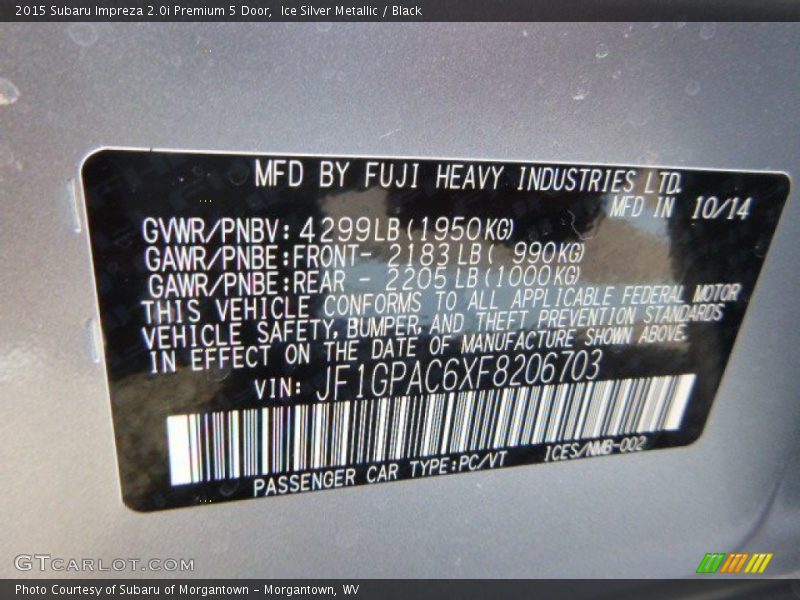 2015 Subaru Impreza 2.0i Premium 5 Door,  Ice Silver Metallic / Black
MFD BY FUJI HEAVY INDUSTRIES LTD.
MFD IN 10/14
GVWR/PNBV: 4299LB(1950KG)
GAWR/PNBE:FRONT- 2183LB( 990KG)
GAWR/PNBE:REAR 2205LB(1000KG)
THIS VEHICLE CONFORMS TO ALL APPLICABLE FEDERAL MOTOR
VEHICLE SAFETY, BUMPER, AND THEFT PREVENTION STANDARDS
IN EFFECT ON THE DATE OF MANUFACTURE SHOWN ABOVE.
VIN: JF1GPAC6XF8206703
PASSENGER CAR TYPE:PC/VT ICES/NMB-002
GTCARLOT.COM
Photo Courtesy of Subaru of Morgantown - Morgantown, WV